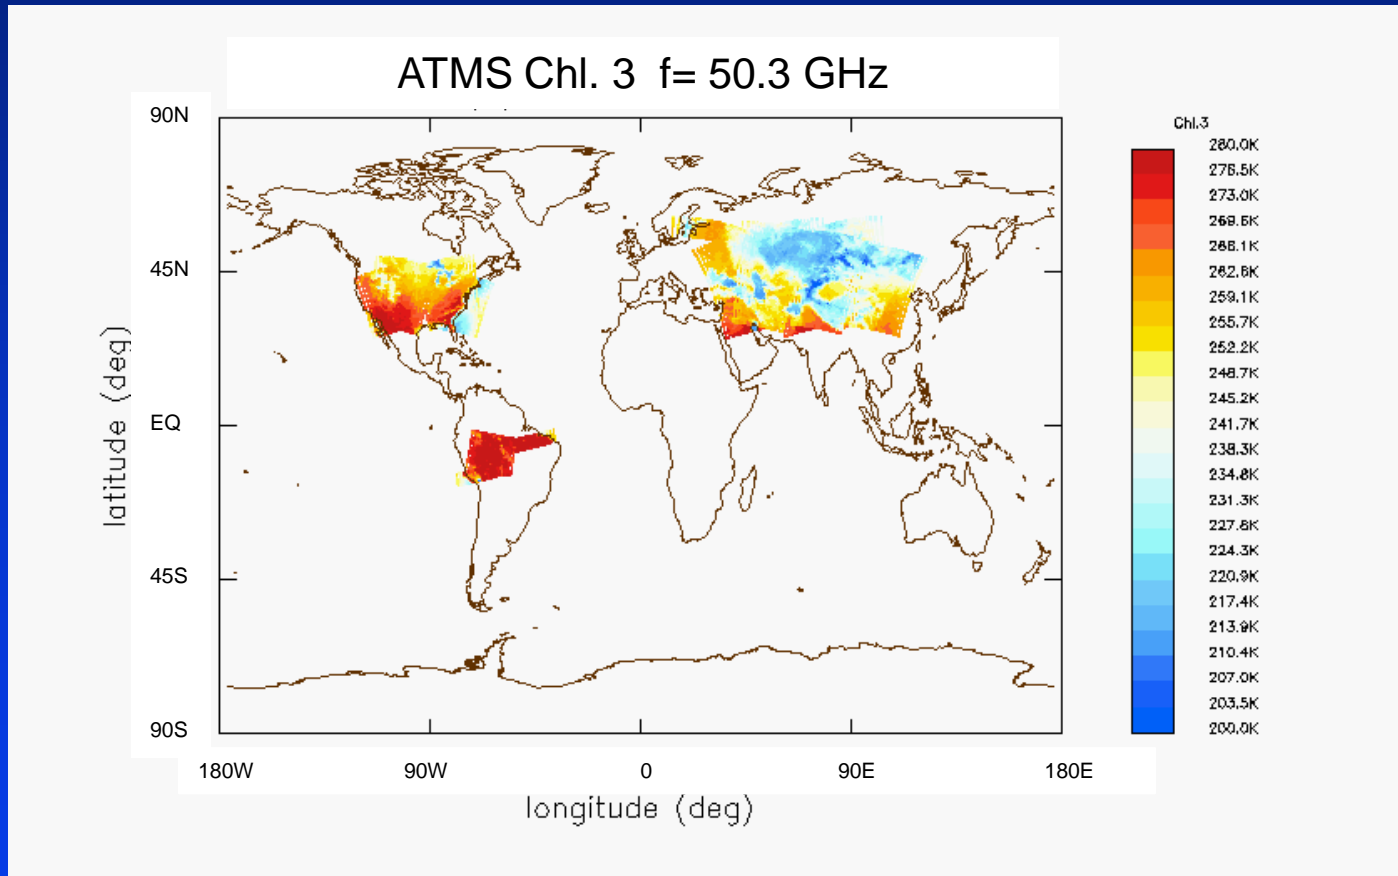 ATMS Chl. 3 f= 50.3 GHz
90N
45N
EQ
45S
90S
latitude (deg)
180W 90W 0 90E 180E
longitude (deg)
Chl.3
280.0K
276.5K
273.0K
269.6K
266.1K
262.6K
259.1K
255.7K
252.2K
248.7K
245.2K
241.7K
238.3K
234.8K
231.3K
227.8K
224.3K
220.9K
217.4K
213.9K
210.4K
207.0K
203.5K
200.0K